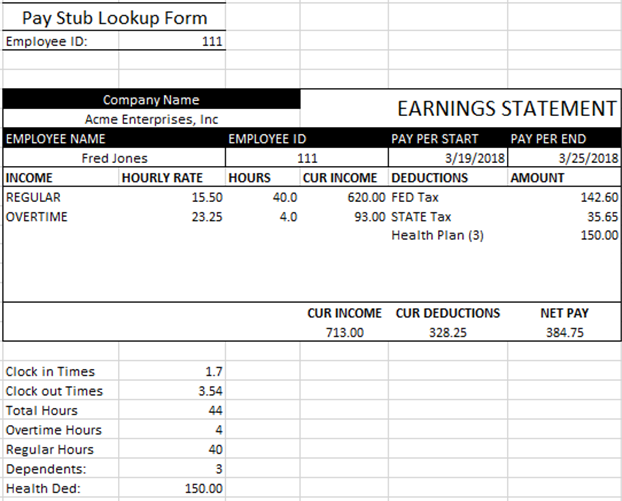 Pay Stub Lookup Form
Employee ID: 111
Company Name
Acme Enterprises, Inc
EARNINGS STATEMENT
EMPLOYEE NAME EMPLOYEE ID PAY PER START PAY PER END
Fred Jones 111 3/19/2018 3/25/2018
INCOME HOURLY RATE HOURS CUR INCOME DEDUCTIONS AMOUNT
REGULAR 15.50 40.0 620.00 FED Tax 142.60
OVERTIME 23.25 4.0 93.00 STATE Tax 35.65
Health Plan (3) 150.00
CUR INCOME CUR DEDUCTIONS NET PAY
713.00 328.25 384.75
Clock in Times 1.7
Clock out Times 3.54
Total Hours 44
Overtime Hours 4
Regular Hours 40
Dependents: 3
Health Ded: 150.00